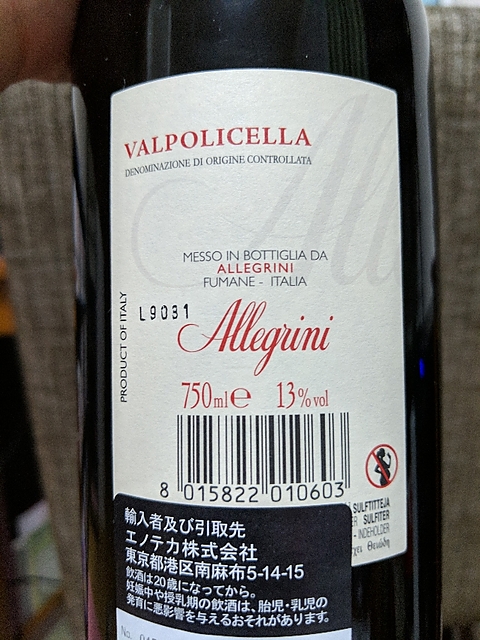 VALPOLICELLA
DENOMINAZIONE DI ORIGINE CONTROLLATA
MESSO IN BOTTIGLIA DA
ALLEGRINI
FUMANE - ITALIA
PRODUCT OF ITALY
L9031
Allegrini
750ml℮ 13%vol
8 015822 010603
SULFTITTEJA
SULFITER
- INDEHOLDER
輸入者及び引取先
エノテカ株式会社
東京都港区南麻布5-14-15
飲酒は20歳になってから。
妊娠中や授乳期の飲酒は、胎児・乳児の
発育に悪影響を与えるおそれがあります。
No.